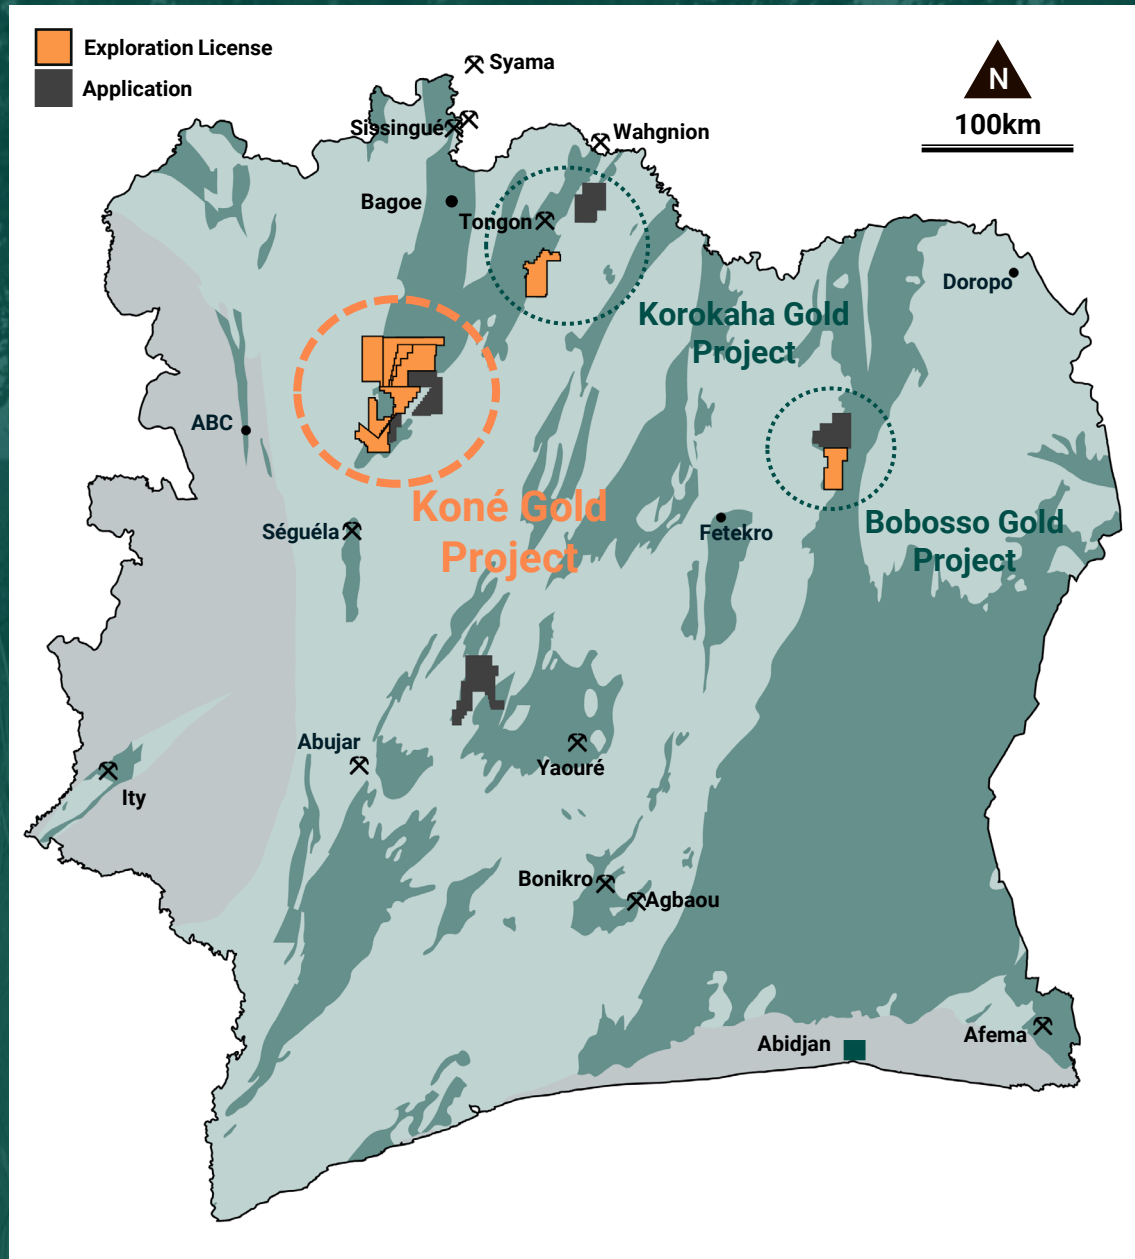 Exploration License
Application
Syama
N
100km
Sissingué
Wahgnion
Bagoe
Tongon
Doropo
Korokaha Gold
Project
ABC
Koné Gold
Project
Séguéla
Fetekro
Bobosso Gold
Project
Abujar
Yaouré
Ity
Bonikro
Agbaou
Abidjan
Afema